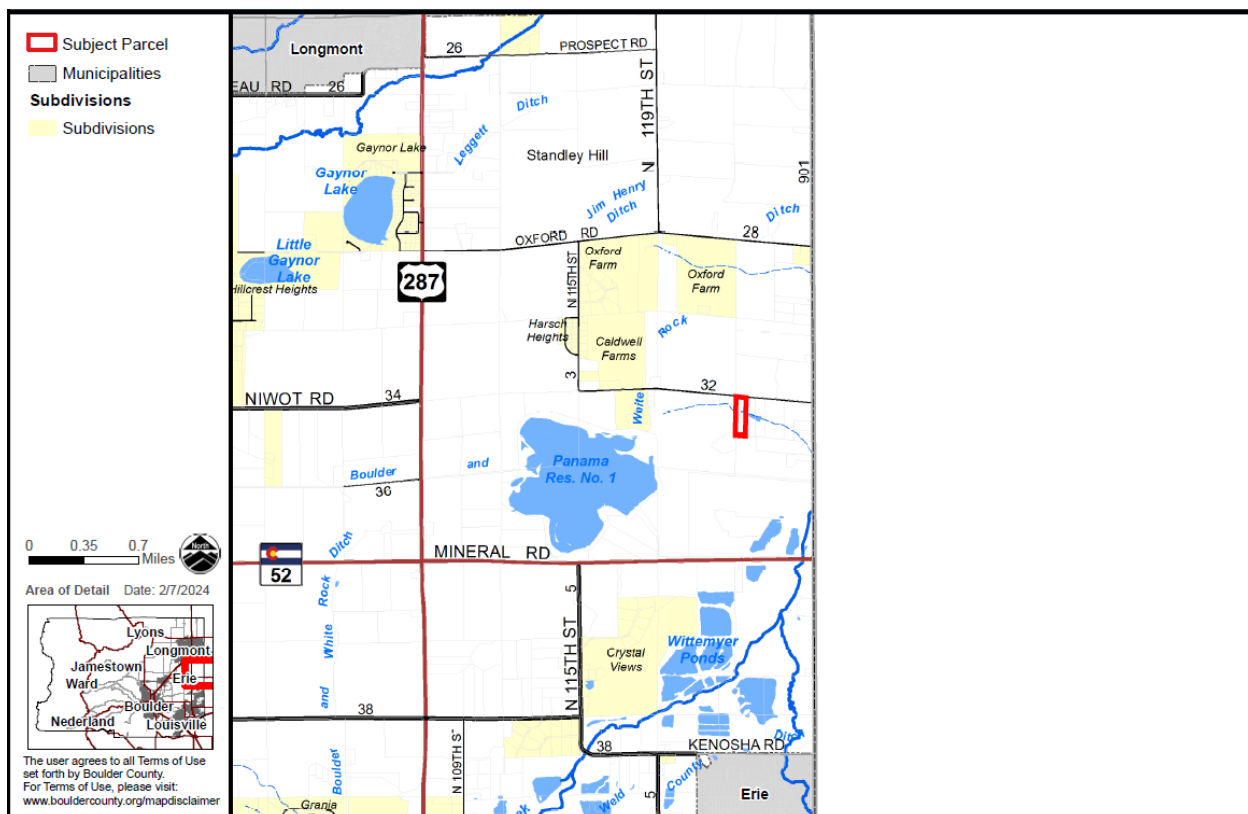 Subject Parcel
Municipalities
Subdivisions
Subdivisions
0 0.35 0.7
Miles
North
Area of Detail Date: 2/7/2024
Lyons
Longmont
Jamestown
Ward
Erie
Boulder
Nederland
Louisville
The user agrees to all Terms of Use
set forth by Boulder County.
For Terms of Use, please visit:
www.bouldercounty.org/mapdisclaimer
Longmont
26
PROSPECT RD
EAU RD 26
N 119TH ST
Leggett Ditch
Gaynor Lake
Standley Hill
901
Gaynor
Lake
Jim Henry
Ditch
Ditch
OXFORD RD
28
Little
Gaynor
Lake
Hillcrest Heights
287
N 115TH ST
Oxford
Farm
Oxford
Farm
Harsch
Heights
Rock
Caldwell
Farms
3
32
NIWOT RD
34
Weite
Boulder and
Panama
Res. No. 1
36
Ditch
MINERAL RD
52
5
Rock
White
and
N 115TH ST
Crystal
Views
Wittemyer
Ponds
38
Ditch
38
KENOSHA RD
Boulder
N 109TH S
County
Weld
5
Erie
Grania
ek